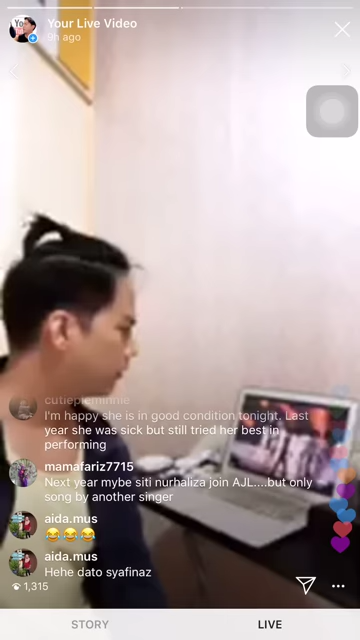 Your Live Video
9h ago
cutiepieminnie
I'm happy she is in good condition tonight. Last
year she was sick but still tried her best in
performing
mamafariz7715
Next year mybe siti nurhaliza join AJL....but only
song by another singer
aida.mus
😂😂😂
aida.mus
Hehe dato syafinaz
1,315
STORY
LIVE